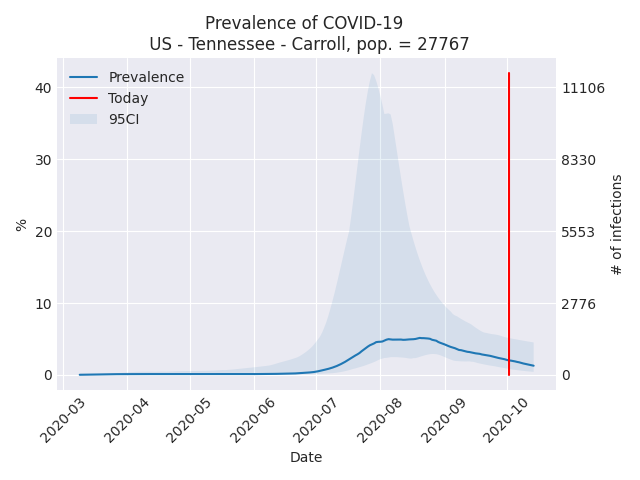 Prevalence of COVID-19
US - Tennessee - Carroll, pop. = 27767
Prevalence
Today
95CI
40
30
20
10
0
%
11106
8330
5553
2776
0
# of infections
2020-03
2020-04
2020-05
2020-06
2020-07
2020-08
2020-09
2020-10
Date